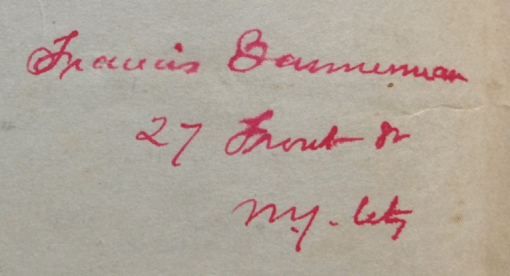 Francis Bannerman
27 Front St
N.Y. City